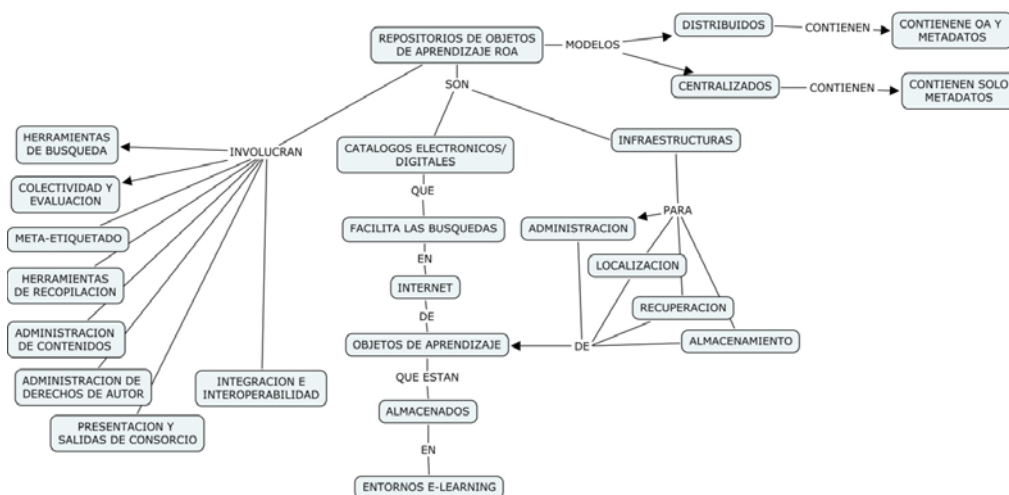 REPOSITORIOS DE OBJETOS
DE APRENDIZAJE ROA
MODELOS
DISTRIBUIDOS
CONTIENEN
CONTIENENE OA Y
METADATOS
CENTRALIZADOS
CONTIENEN
CONTIENEN SOLO
METADATOS
SON
INVOLUCRAN
HERRAMIENTAS
DE BUSQUEDA
COLECTIVIDAD Y
EVALUACION
META-ETIQUETADO
HERRAMIENTAS
DE RECOPILACION
ADMINISTRACION
DE CONTENIDOS
ADMINISTRACION DE
DERECHOS DE AUTOR
PRESENTACION Y
SALIDAS DE CONSORCIO
INTEGRACION E
INTEROPERABILIDAD
CATALOGOS ELECTRONICOS/
DIGITALES
QUE
FACILITA LAS BUSQUEDAS
EN
INTERNET
DE
OBJETOS DE APRENDIZAJE
QUE ESTAN
ALMACENADOS
EN
ENTORNOS E-LEARNING
INFRAESTRUCTURAS
PARA
ADMINISTRACION
LOCALIZACION
RECUPERACION
ALMACENAMIENTO
DE